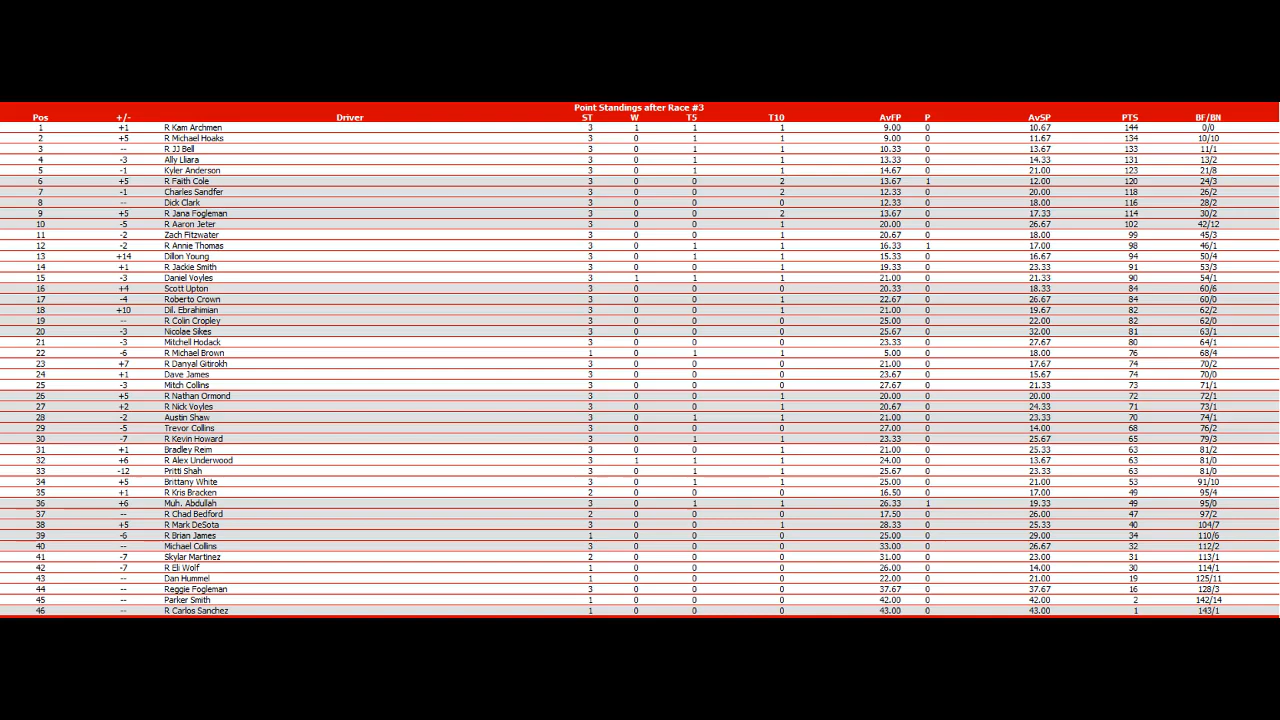 Point Standings after Race #3
Pos +/- Driver ST W T5 T10 AvFP P AvSP PTS BF/BN
1 +1 R Kam Archmen 3 1 1 1 9.00 0 10.67 144 0/0
2 +5 R Michael Hoaks 3 0 1 1 9.00 0 11.67 134 10/10
3 -- R JJ Bell 3 0 1 1 10.33 0 13.67 133 11/1
4 -3 Ally Lliara 3 0 1 1 13.33 0 14.33 131 13/2
5 -1 Kyler Anderson 3 0 1 1 14.67 0 21.00 123 21/8
6 +5 R Faith Cole 3 0 0 2 13.67 1 12.00 120 24/3
7 -1 Charles Sandfer 3 0 0 2 12.33 0 20.00 118 26/2
8 -- Dick Clark 3 0 0 0 12.33 0 18.00 116 28/2
9 +5 R Jana Fogleman 3 0 0 2 13.67 0 17.33 114 30/2
10 -5 R Aaron Jeter 3 0 0 1 20.00 0 26.67 102 42/12
11 -2 Zach Fitzwater 3 0 0 0 20.67 0 18.00 99 45/3
12 -2 R Annie Thomas 3 0 1 1 16.33 1 17.00 98 46/1
13 +14 Dillon Young 3 0 1 1 15.33 0 16.67 94 50/4
14 +1 R Jackie Smith 3 0 0 0 19.33 0 23.33 91 53/3
15 -3 Daniel Voyles 3 1 1 1 21.00 0 21.33 90 54/1
16 +4 Scott Upton 3 0 0 0 20.33 0 18.33 84 60/6
17 -4 Roberto Crown 3 0 0 1 22.67 0 26.67 84 60/0
18 +10 Dil. Ebrahimian 3 0 0 1 21.00 0 19.67 82 62/2
19 -- R Colin Cropley 3 0 0 0 25.00 0 22.00 82 62/0
20 -3 Nicolae Sikes 3 0 0 0 25.67 0 32.00 81 63/1
21 -3 Mitchell Hodack 3 0 0 0 23.33 0 27.67 80 64/1
22 -6 R Michael Brown 1 0 1 1 5.00 0 18.00 76 68/4
23 +7 R Danyal Gitirokh 3 0 0 0 21.00 0 17.67 74 70/2
24 +1 Dave James 3 0 0 0 23.67 0 15.67 74 70/0
25 -3 Mitch Collins 3 0 0 0 27.67 0 21.33 73 71/1
26 +5 R Nathan Ormond 3 0 0 1 20.00 0 20.00 72 72/1
27 +2 R Nick Voyles 3 0 0 1 20.67 0 24.33 71 73/1
28 -2 Austin Shaw 3 0 1 1 21.00 0 23.33 70 74/1
29 -5 Trevor Collins 3 0 0 0 27.00 0 14.00 68 76/2
30 -7 R Kevin Howard 3 0 1 1 23.33 0 25.67 65 79/3
31 +1 Bradley Reim 3 0 0 1 21.00 0 25.33 63 81/2
32 +6 R Alex Underwood 3 1 1 1 24.00 0 13.67 63 81/0
33 -12 Pritti Shah 3 0 1 1 25.67 0 23.33 63 81/0
34 +5 Brittany White 3 0 1 1 25.00 0 21.00 53 91/10
35 +1 R Kris Bracken 2 0 0 0 16.50 0 17.00 49 95/4
36 +6 Muh. Abdullah 3 0 1 1 26.33 1 19.33 49 95/0
37 -- R Chad Bedford 2 0 0 0 17.50 0 26.00 47 97/2
38 +5 R Mark DeSota 3 0 0 1 28.33 0 25.33 40 104/7
39 -6 R Brian James 1 0 0 0 25.00 0 29.00 34 110/6
40 -- Michael Collins 3 0 0 0 33.00 0 26.67 32 112/2
41 -7 Skylar Martinez 2 0 0 0 31.00 0 23.00 31 113/1
42 -7 R Eli Wolf 1 0 0 0 26.00 0 14.00 30 114/1
43 -- Dan Hummel 1 0 0 0 22.00 0 21.00 19 125/11
44 -- Reggie Fogleman 3 0 0 0 37.67 0 37.67 16 128/3
45 -- Parker Smith 1 0 0 0 42.00 0 42.00 2 142/14
46 -- R Carlos Sanchez 1 0 0 0 43.00 0 43.00 1 143/1